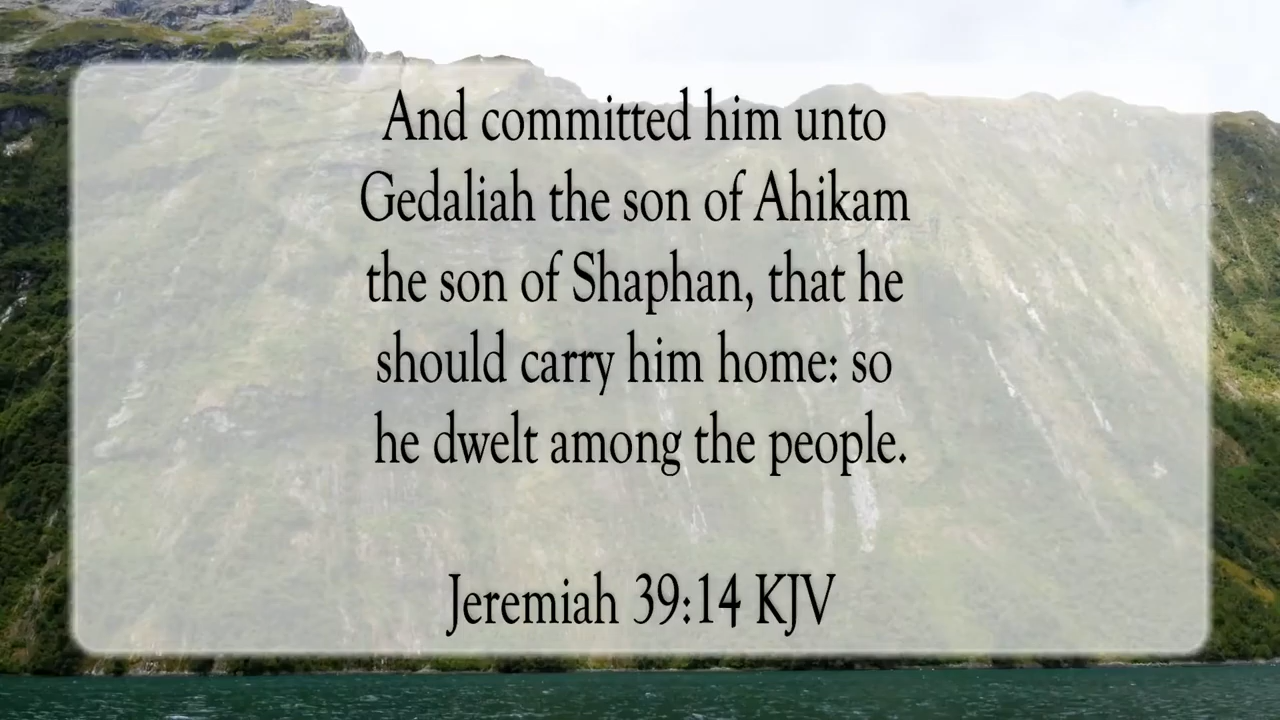 And committed him unto
Gedaliah the son of Ahikam
the son of Shaphan, that he
should carry him home: so
he dwelt among the people.
Jeremiah 39:14 KJV